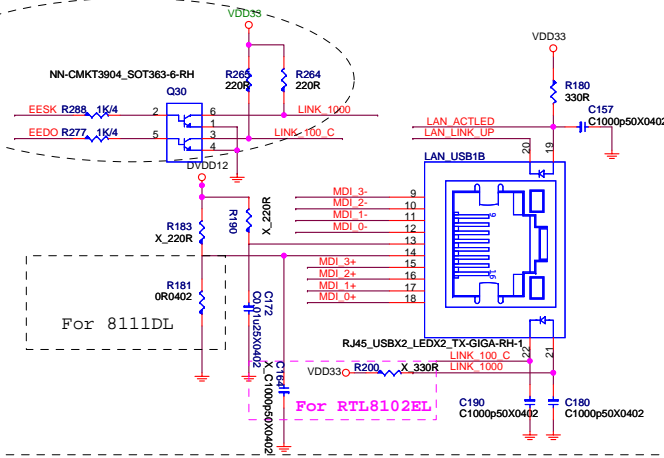 VDD33
NN-CMKT3904_SOT363-6-RH
R265
220R
R264
220R
Q30
EESK R288 1K/4 2 6 LINK_1000
1
EEDO R277 1K/4 5 3 LINK_100_C
4
VDD33
R180
330R
C157
C1000p50X0402
LAN_ACTLED
LAN_LINK_UP
20 19
DVDD12
LAN_USB1B
R183
X_220R
R190
X_220R
MDI_3- 9
MDI_2- 10
MDI_1- 11
MDI_0- 12
13
14
MDI_3+ 15
MDI_2+ 16
MDI_1+ 17
MDI_0+ 18
9
16
R181
0R0402
For 8111DL
C172
C0.01u25X0402
RJ45_USBX2_LEDX2_TX-GIGA-RH-1
22 21
LINK_100_C
VDD33 R200 X_330R LINK_1000
C164
X_C1000p50X0402
For RTL8102EL
C190
C1000p50X0402
C180
C1000p50X0402